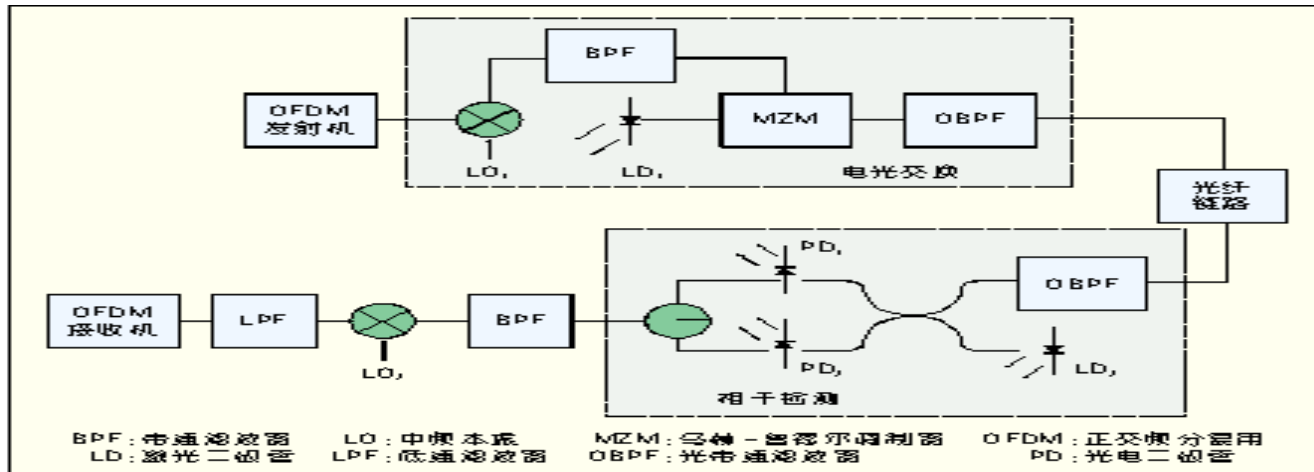 BPF
OFDM
发射机
MZM
OBPF
LO₁
LD₁
电光交换
光纤
链路
PD₁
OBPF
OFDM
接收机
LPF
BPF
LO₂
PD₂
LD₂
相干检测
BPF:带通滤波器 LO:中频本振 MZM:马赫-曾德尔调制器 OFDM:正交频分复用
LD:激光二极管 LPF:低通滤波器 OBPF:光带通滤波器 PD:光电二极管